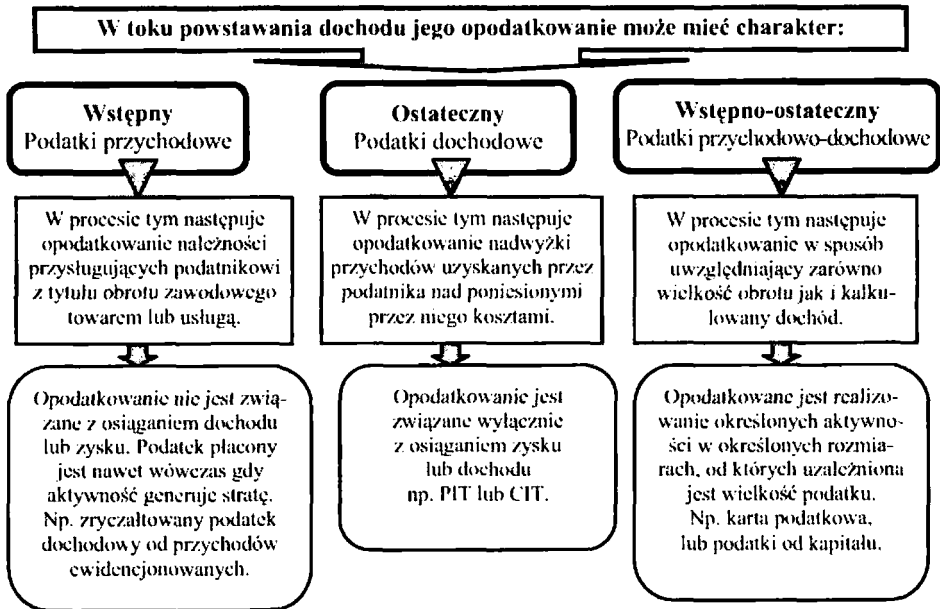 W toku powstawania dochodu jego opodatkowanie może mieć charakter:
Wstępny
Podatki przychodowe
W procesie tym następuje
opodatkowanie należności
przysługujących podatnikowi
z tytułu obrotu zawodowego
towarem lub usługą.
Opodatkowanie nie jest zwią-
zane z osiąganiem dochodu
lub zysku. Podatek płacony
jest nawet wówczas gdy
aktywność generuje stratę.
Np. zryczałtowany podatek
dochodowy od przychodów
ewidencjonowanych.
Ostateczny
Podatki dochodowe
W procesie tym następuje
opodatkowanie nadwyżki
przychodów uzyskanych przez
podatnika nad poniesionymi
przez niego kosztami.
Opodatkowanie jest
związane wyłącznie
z osiąganiem zysku
lub dochodu
np. PIT lub CIT.
Wstępno-ostateczny
Podatki przychodowo-dochodowe
W procesie tym następuje
opodatkowanie w sposób
uwzględniający zarówno
wielkość obrotu jak i kalku-
lowany dochód.
Opodatkowane jest realizo-
wanie określonych aktywno-
ści w określonych rozmia-
rach, od których uzależniona
jest wielkość podatku.
Np. karta podatkowa,
lub podatki od kapitału.